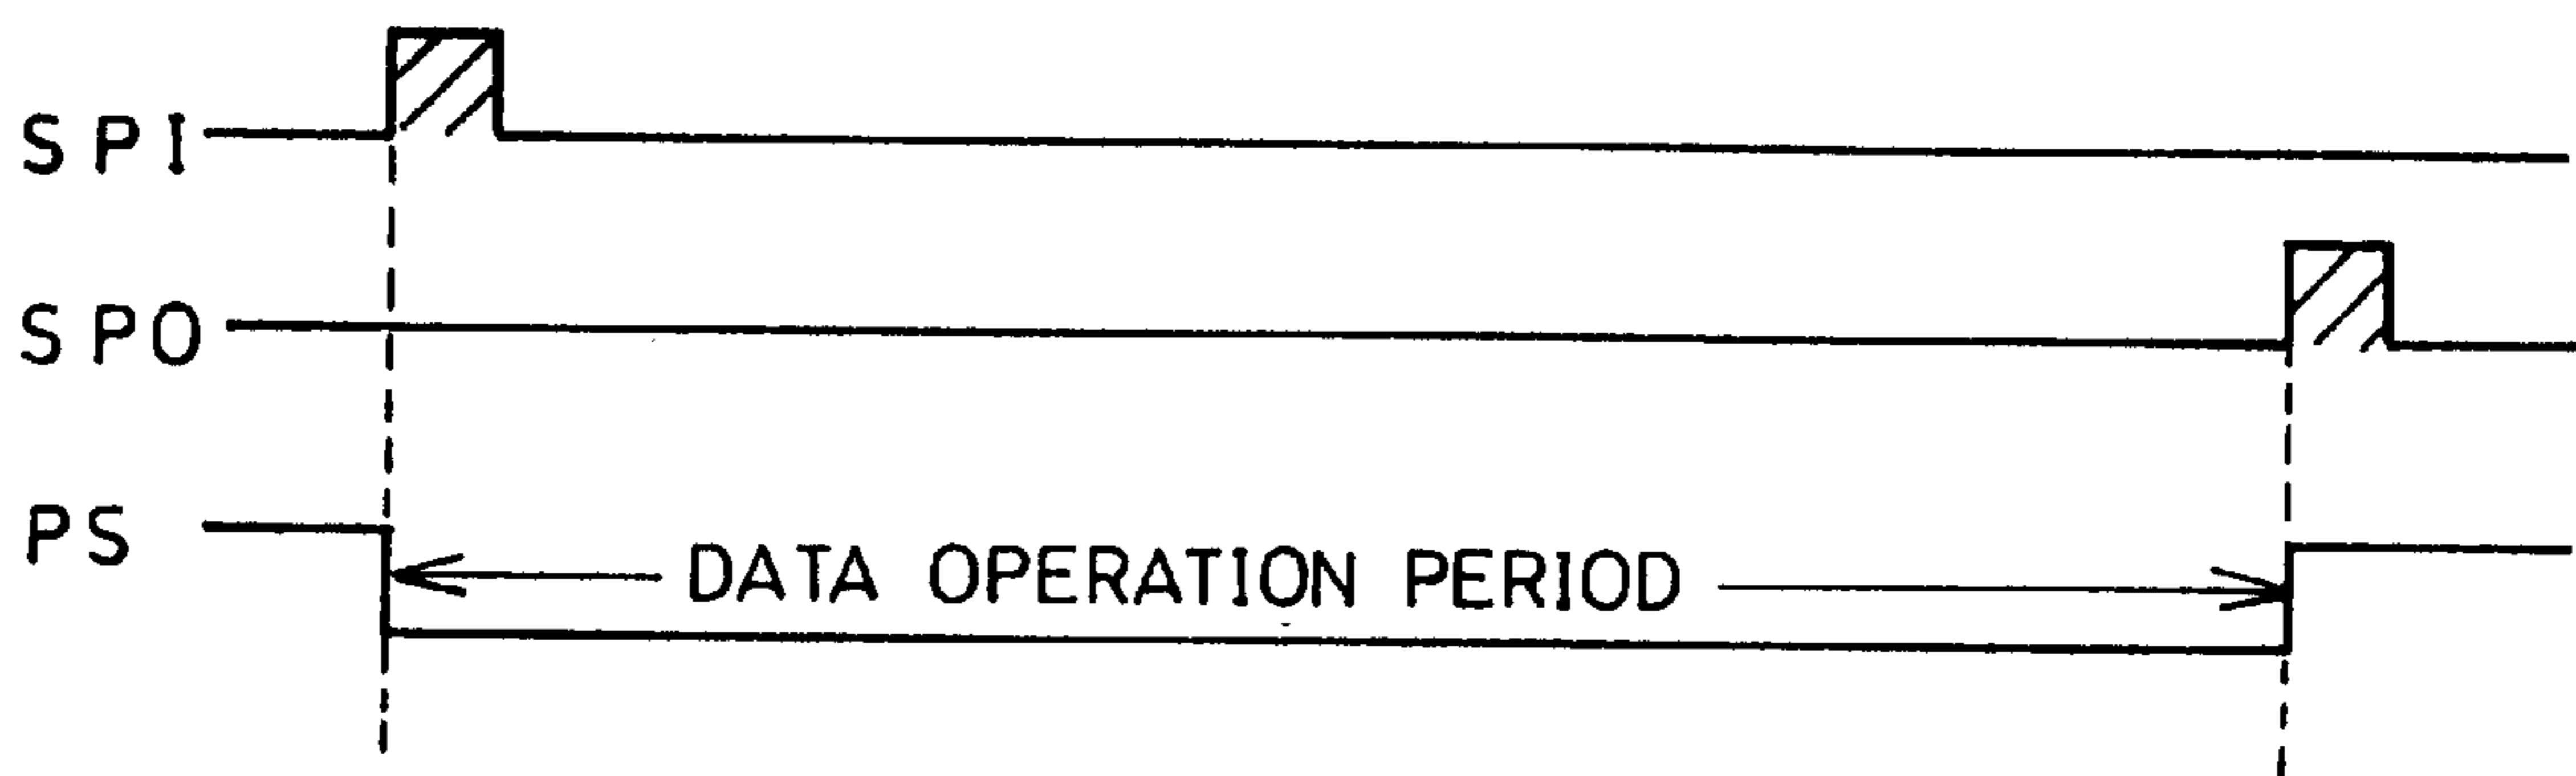 SPI
SPO
PS
DATA OPERATION PERIOD